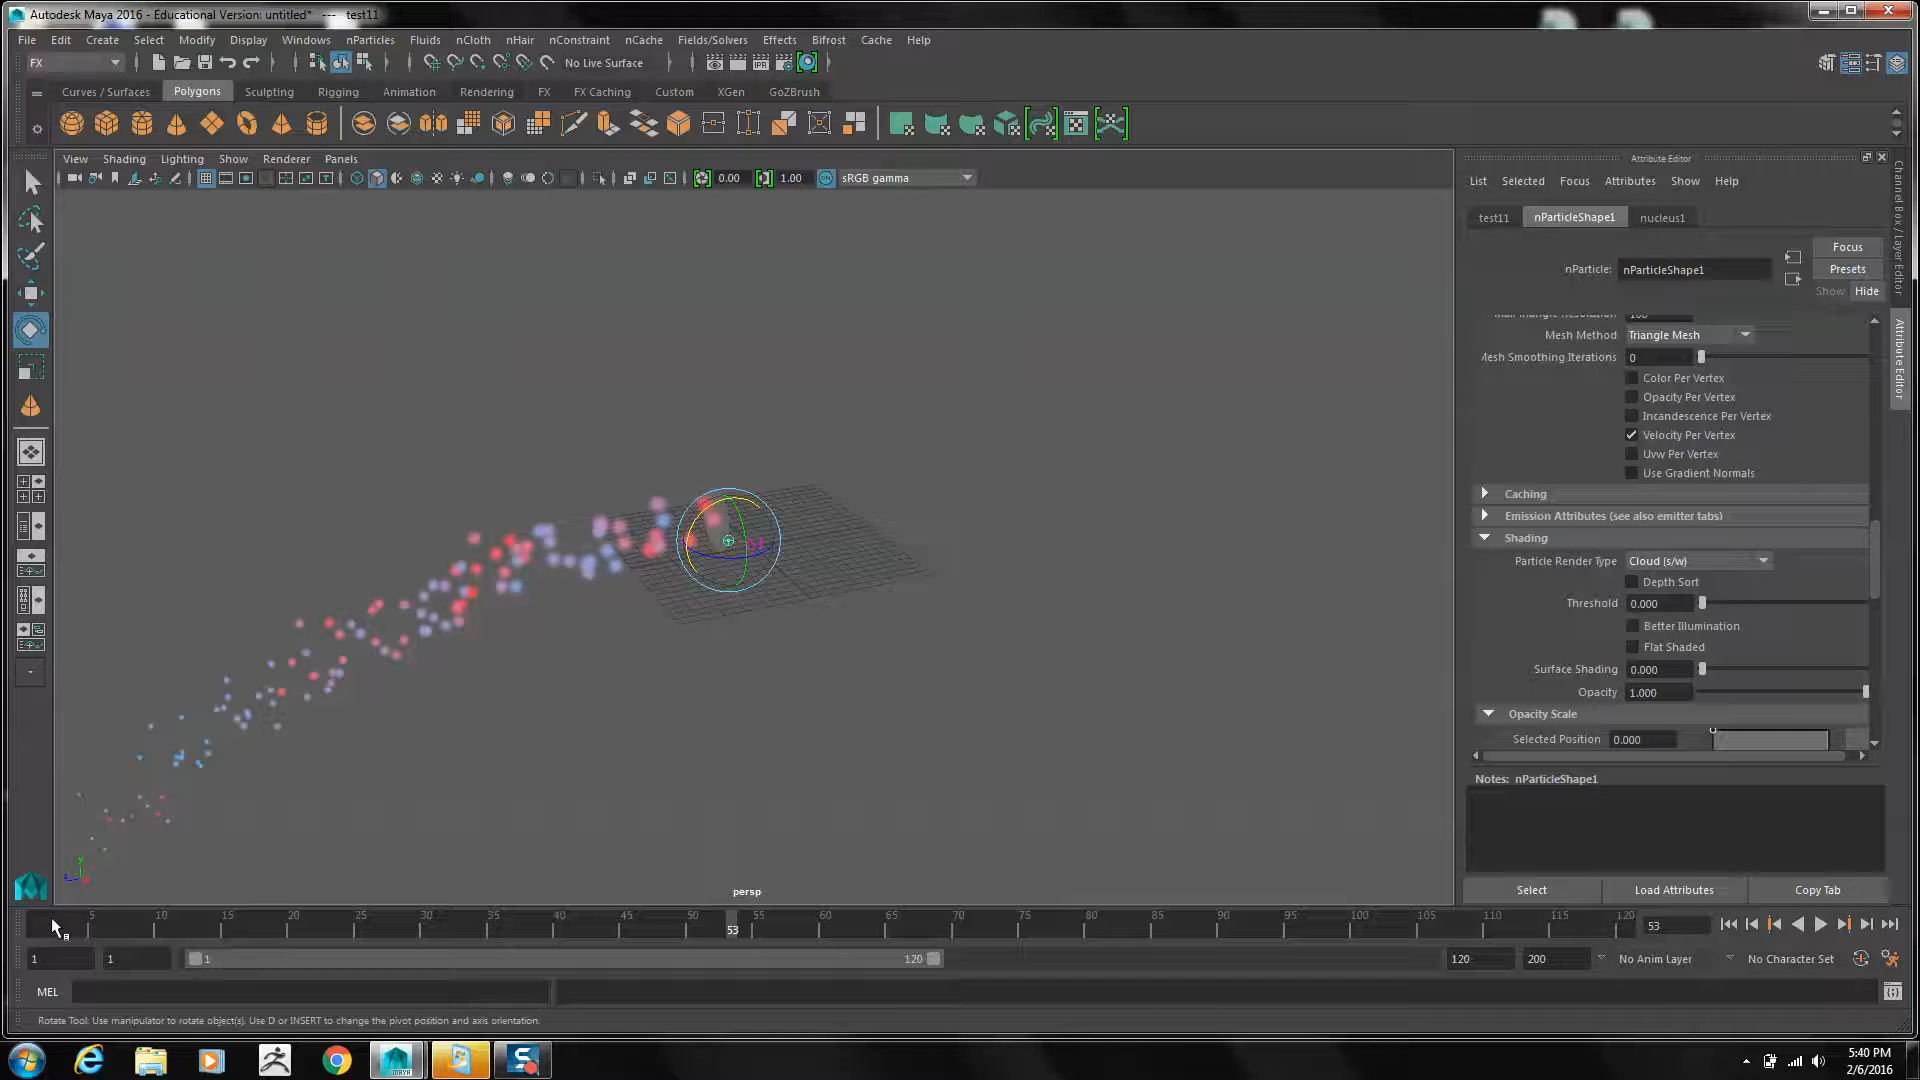 Autodesk Maya 2016 - Educational Version: untitled*   ---   test11
File Edit Create Select Modify Display Windows nParticles Fluids nCloth nHair nConstraint nCache Fields/Solvers Effects Bifrost Cache Help
FX No Live Surface
Curves / Surfaces Polygons Sculpting Rigging Animation Rendering FX FX Caching Custom XGen GoZBrush
View Shading Lighting Show Renderer Panels
0.00 1.00 ON sRGB gamma
Attribute Editor
List Selected Focus Attributes Show Help
test11 nParticleShape1 nucleus1
Focus
nParticle: nParticleShape1 Presets
Show Hide
Mesh Method Triangle Mesh
Mesh Smoothing Iterations 0
Color Per Vertex
Opacity Per Vertex
Incandescence Per Vertex
Velocity Per Vertex
Uvw Per Vertex
Use Gradient Normals
Caching
Emission Attributes (see also emitter tabs)
Shading
Particle Render Type Cloud (s/w)
Depth Sort
Threshold 0.000
Better Illumination
Flat Shaded
Surface Shading 0.000
Opacity 1.000
Opacity Scale
Selected Position 0.000
Notes: nParticleShape1
Select Load Attributes Copy Tab
Channel Box / Layer Editor
Attribute Editor
y
z
persp
5 10 15 20 25 30 35 40 45 50 55 60 65 70 75 80 85 90 95 100 105 110 115 120
53 53
1 1 1 120 120 200 No Anim Layer No Character Set
MEL
Rotate Tool: Use manipulator to rotate object(s). Use D or INSERT to change the pivot position and axis orientation.
MAYA
5:40 PM
2/6/2016